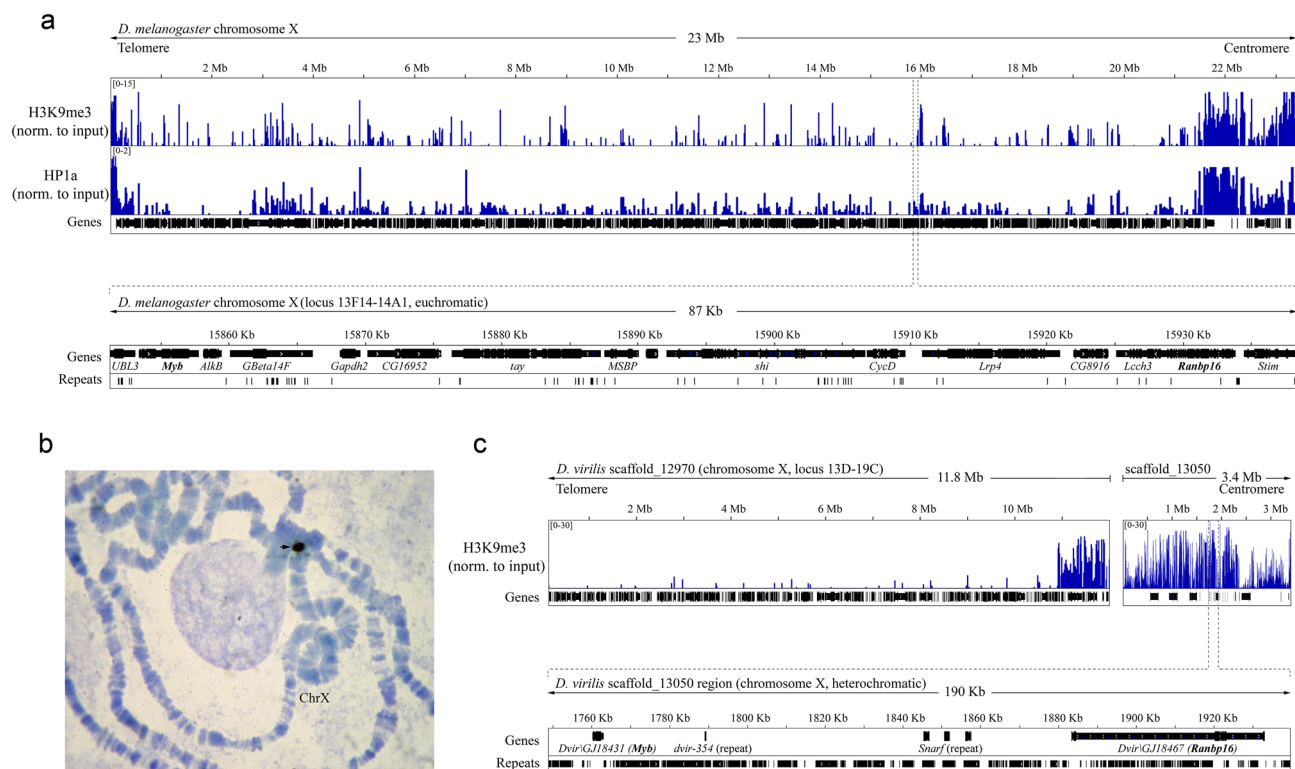 a
D. melanogaster chromosome X
23 Mb
Telomere
Centromere
2 Mb 4 Mb 6 Mb 8 Mb 10 Mb 12 Mb 14 Mb 16 Mb 18 Mb 20 Mb 22 Mb
[0-15]
H3K9me3
(norm. to input)
[0-2]
HP1a
(norm. to input)
Genes
D. melanogaster chromosome X (locus 13F14-14A1, euchromatic)
87 Kb
15860 Kb 15870 Kb 15880 Kb 15890 Kb 15900 Kb 15910 Kb 15920 Kb 15930 Kb
Genes
UBL3 Myb AlkB GBeta14F Gapdh2 CG16952 tay MSBP shi CycD Lrp4 CG8916 Lcch3 Ranbp16 Stim
Repeats
b
ChrX
c
D. virilis scaffold_12970 (chromosome X, locus 13D-19C)
scaffold_13050
11.8 Mb
3.4 Mb
Telomere
Centromere
2 Mb 4 Mb 6 Mb 8 Mb 10 Mb
1 Mb 2 Mb 3 Mb
[0-30]
[0-30]
H3K9me3
(norm. to input)
Genes
D. virilis scaffold_13050 region (chromosome X, heterochromatic)
190 Kb
1760 Kb 1780 Kb 1800 Kb 1820 Kb 1840 Kb 1860 Kb 1880 Kb 1900 Kb 1920 Kb
Genes
Dvir\GJ18431 (Myb) dvir-354 (repeat) Snarf (repeat) Dvir\GJ18467 (Ranbp16)
Repeats